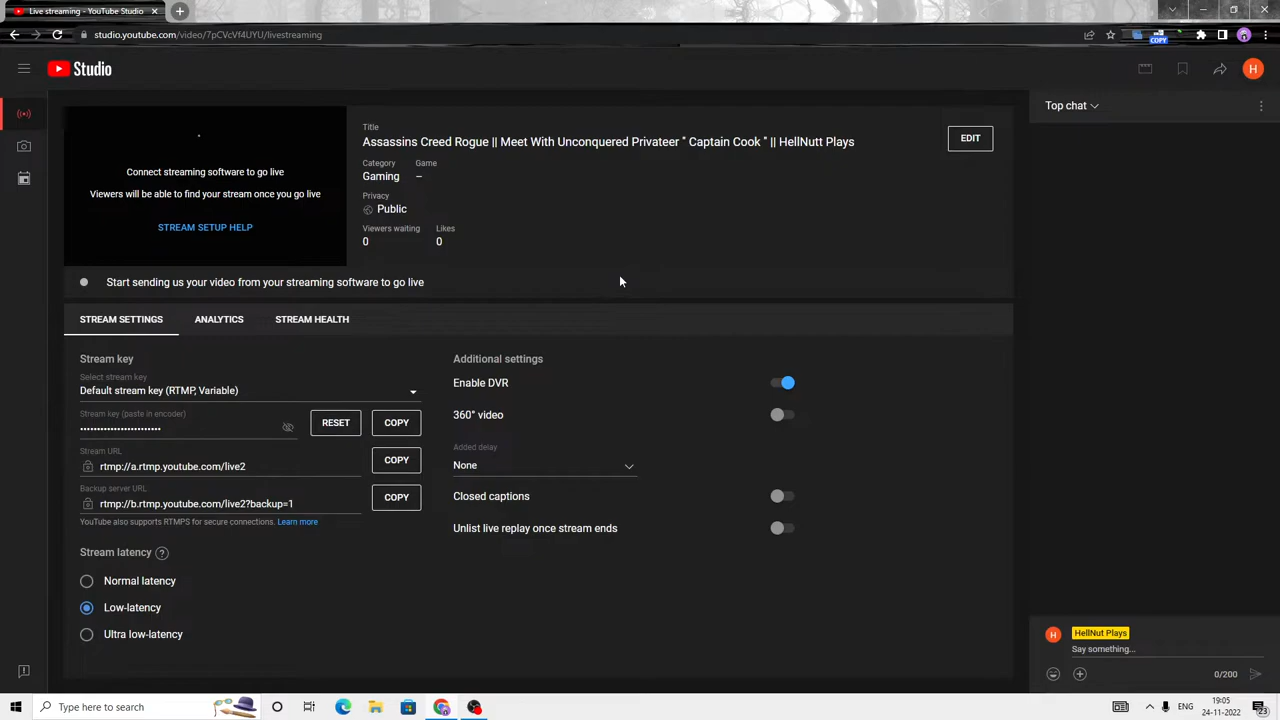 Live streaming - YouTube Studio
studio.youtube.com/video/7pCVcVf4UYU/livestreaming
COPY
Studio
H
Top chat
Connect streaming software to go live
Viewers will be able to find your stream once you go live
STREAM SETUP HELP
Title
Assassins Creed Rogue || Meet With Unconquered Privateer " Captain Cook " || HellNutt Plays
EDIT
Category Game
Gaming –
Privacy
Public
Viewers waiting Likes
0 0
Start sending us your video from your streaming software to go live
STREAM SETTINGS ANALYTICS STREAM HEALTH
Stream key
Select stream key
Default stream key (RTMP, Variable)
Stream key (paste in encoder)
••••••••••••••••••••••••
RESET COPY
Stream URL
rtmp://a.rtmp.youtube.com/live2
COPY
Backup server URL
rtmp://b.rtmp.youtube.com/live2?backup=1
COPY
YouTube also supports RTMPS for secure connections. Learn more
Stream latency ?
Normal latency
Low-latency
Ultra low-latency
Additional settings
Enable DVR
360° video
Added delay
None
Closed captions
Unlist live replay once stream ends
H HellNut Plays
Say something...
0/200
Type here to search
ENG
19:05
24-11-2022
23